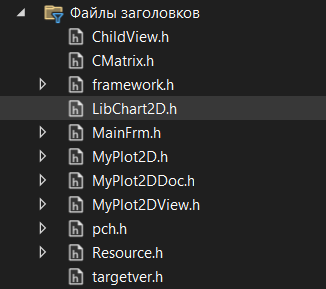 Файлы заголовков
ChildView.h
CMatrix.h
framework.h
LibChart2D.h
MainFrm.h
MyPlot2D.h
MyPlot2DDoc.h
MyPlot2DView.h
pch.h
Resource.h
targetver.h